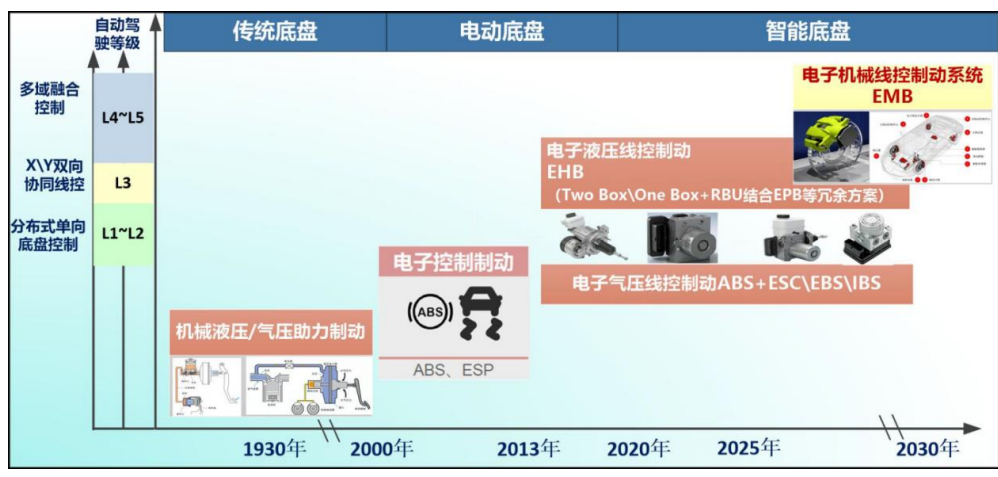 自动驾
驶等级
传统底盘
电动底盘
智能底盘
多域融合
控制
L4~L5
X\Y双向
协同线控
L3
分布式单向
底盘控制
L1~L2
电子机械线控制动系统
EMB
电子液压线控制动
EHB
（Two Box\One Box+RBU结合EPB等冗余方案）
电子气压线控制动ABS+ESC\EBS\IBS
电子控制制动
ABS
ABS、ESP
机械液压/气压助力制动
1930年
2000年
2013年
2020年
2025年
2030年